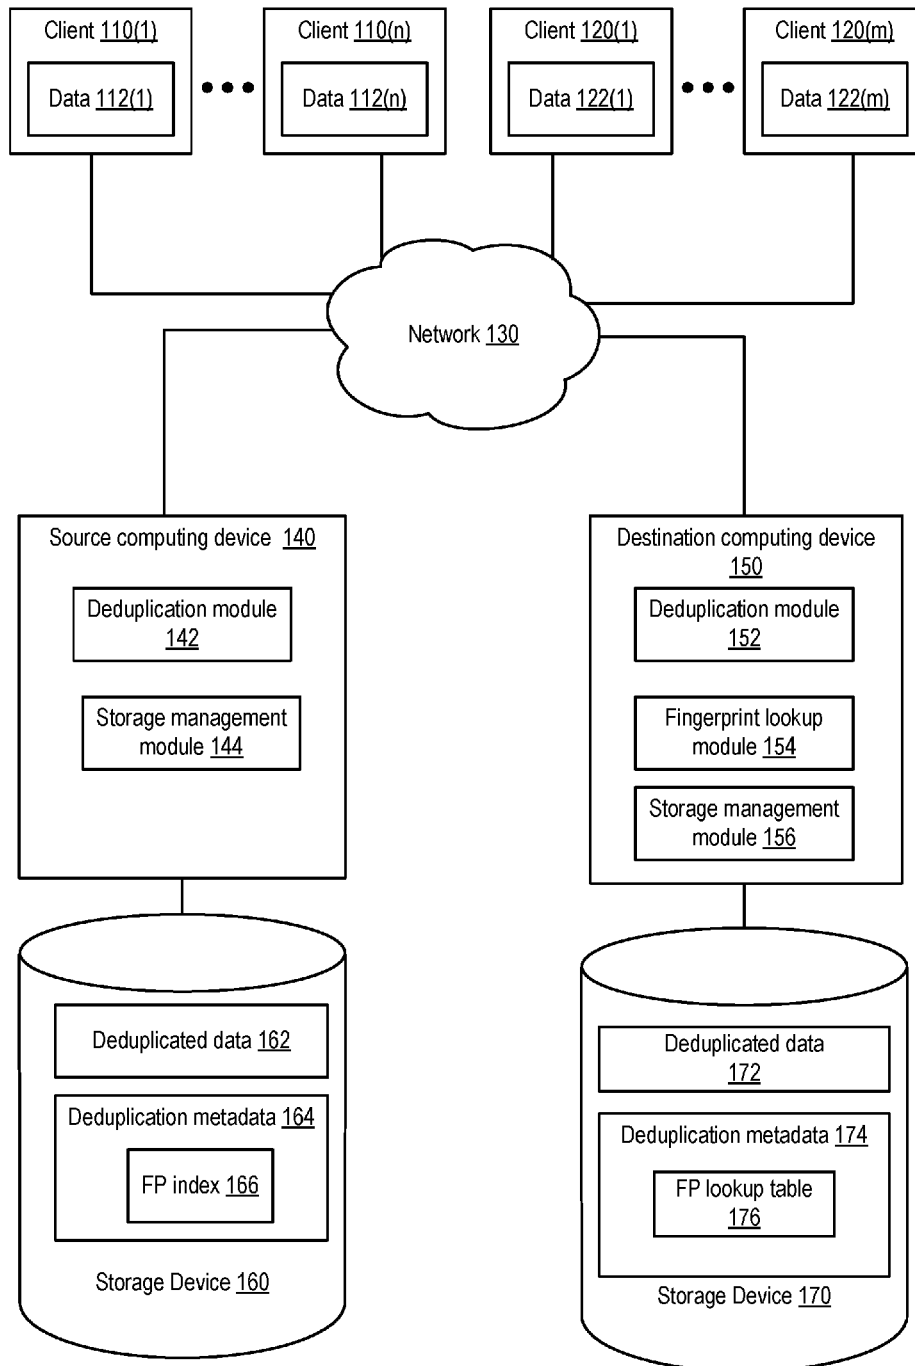 Client 110(1)
Data 112(1)
Client 110(n)
Data 112(n)
Client 120(1)
Data 122(1)
Client 120(m)
Data 122(m)
Network 130
Source computing device 140
Deduplication module
142
Storage management
module 144
Destination computing device
150
Deduplication module
152
Fingerprint lookup
module 154
Storage management
module 156
Deduplicated data 162
Deduplication metadata 164
FP index 166
Storage Device 160
Deduplicated data
172
Deduplication metadata 174
FP lookup table
176
Storage Device 170